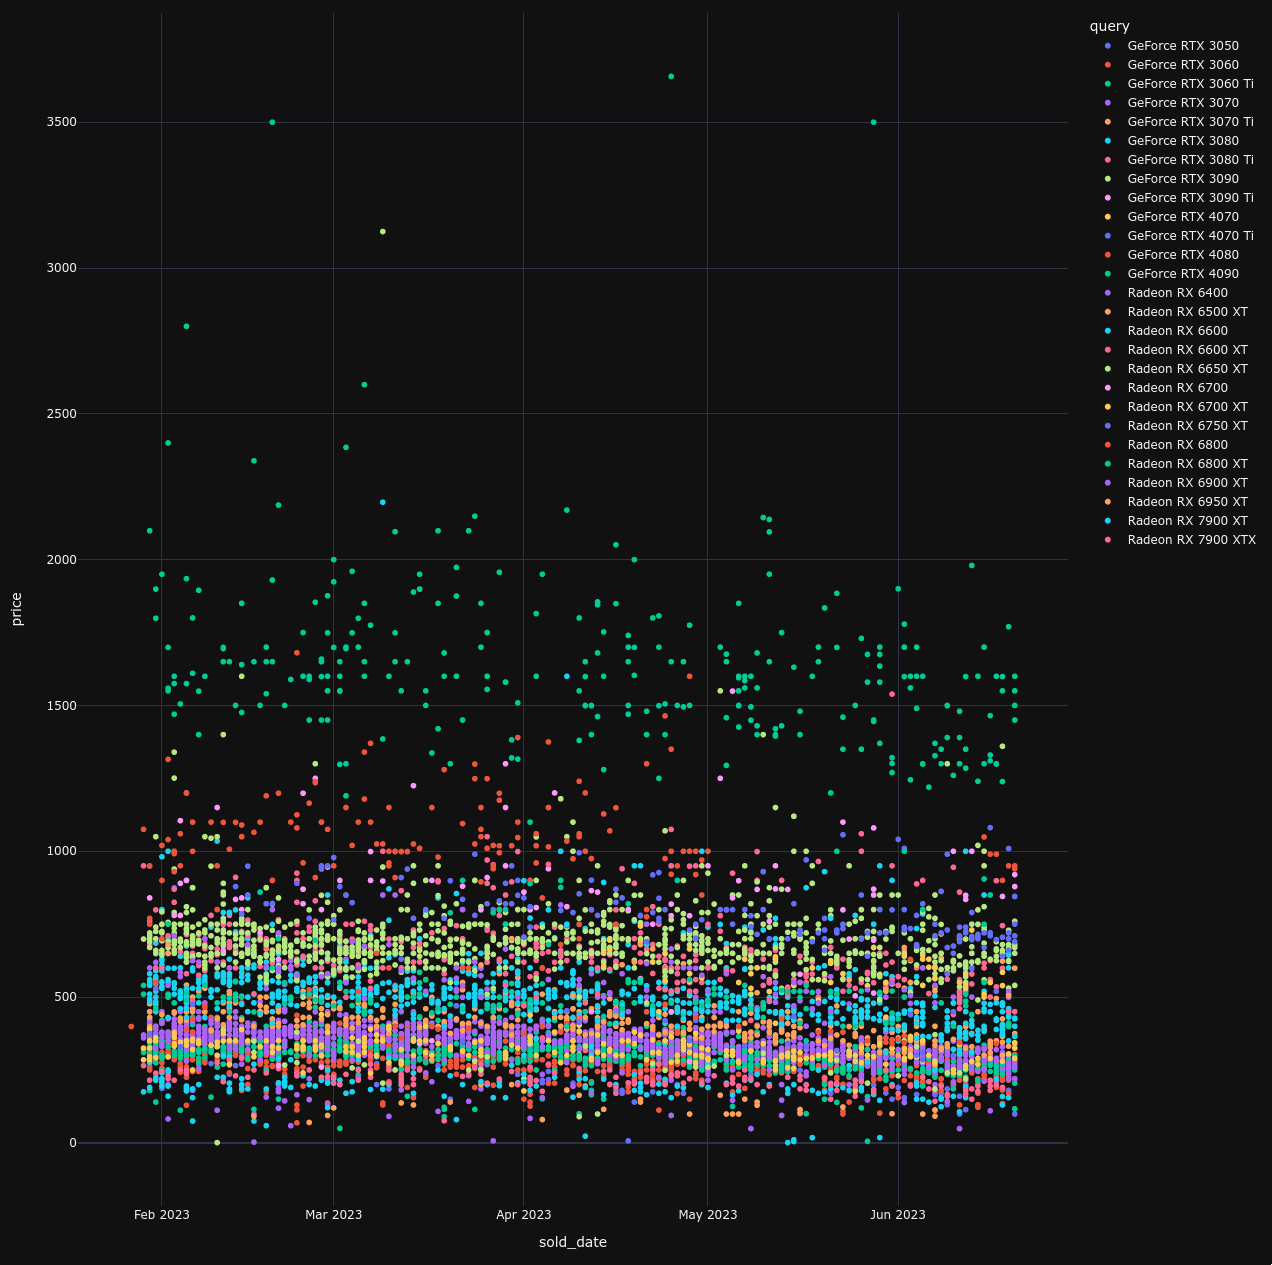 query
GeForce RTX 3050
GeForce RTX 3060
GeForce RTX 3060 Ti
GeForce RTX 3070
GeForce RTX 3070 Ti
GeForce RTX 3080
GeForce RTX 3080 Ti
GeForce RTX 3090
GeForce RTX 3090 Ti
GeForce RTX 4070
GeForce RTX 4070 Ti
GeForce RTX 4080
GeForce RTX 4090
Radeon RX 6400
Radeon RX 6500 XT
Radeon RX 6600
Radeon RX 6600 XT
Radeon RX 6650 XT
Radeon RX 6700
Radeon RX 6700 XT
Radeon RX 6750 XT
Radeon RX 6800
Radeon RX 6800 XT
Radeon RX 6900 XT
Radeon RX 6950 XT
Radeon RX 7900 XT
Radeon RX 7900 XTX
3500
3000
2500
2000
1500
1000
500
0
price
Feb 2023 Mar 2023 Apr 2023 May 2023 Jun 2023
sold_date